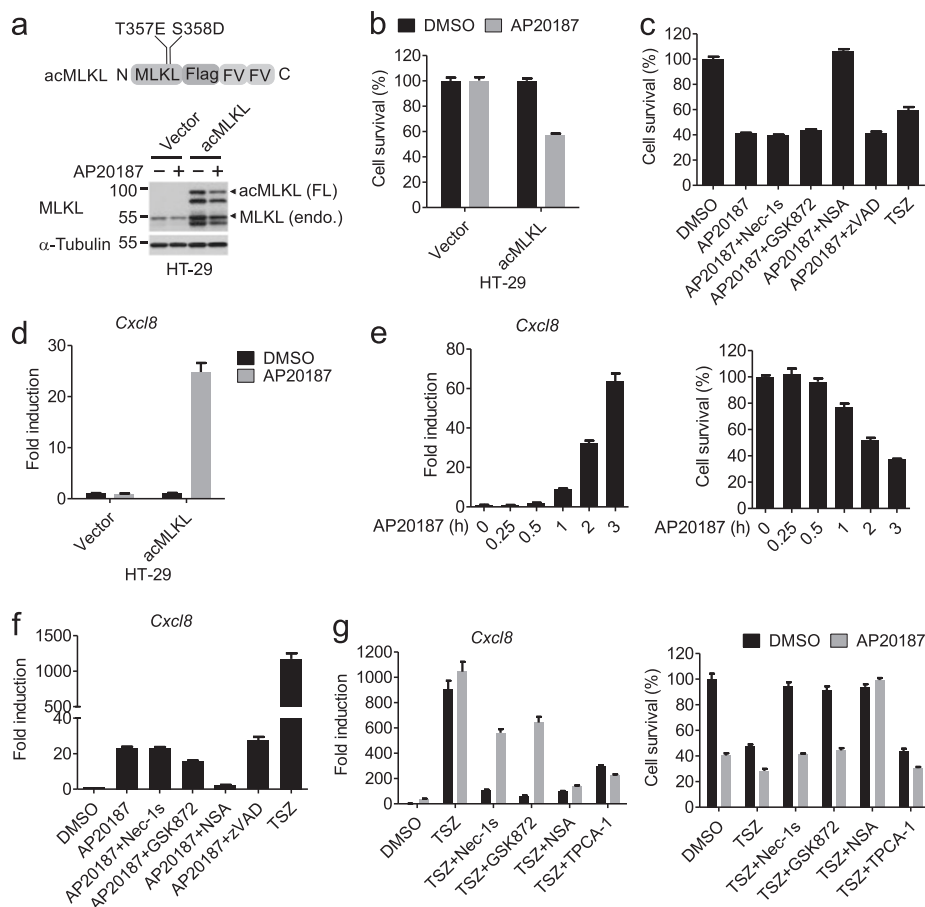 a
T357E S358D
acMLKL N MLKL Flag FV FV C
Vector
acMLKL
AP20187 – + – +
MLKL
100
acMLKL (FL)
55
MLKL (endo.)
α-Tubulin 55
HT-29
b
DMSO AP20187
Cell survival (%)
120
100
80
60
40
20
0
Vector
acMLKL
HT-29
c
Cell survival (%)
120
100
80
60
40
20
0
DMSO
AP20187
AP20187+Nec-1s
AP20187+GSK872
AP20187+NSA
AP20187+zVAD
TSZ
d
Cxcl8
Fold induction
30
20
10
0
DMSO
AP20187
Vector
acMLKL
HT-29
e
Cxcl8
Fold induction
80
60
40
20
0
AP20187 (h) 0 0.25 0.5 1 2 3
Cell survival (%)
120
100
80
60
40
20
0
AP20187 (h) 0 0.25 0.5 1 2 3
f
Cxcl8
Fold induction
1500
1000
500
40
20
0
DMSO
AP20187
AP20187+Nec-1s
AP20187+GSK872
AP20187+NSA
AP20187+zVAD
TSZ
g
Cxcl8
Fold induction
1200
1000
800
600
400
200
0
DMSO
TSZ
TSZ+Nec-1s
TSZ+GSK872
TSZ+NSA
TSZ+TPCA-1
DMSO AP20187
Cell survival (%)
120
100
80
60
40
20
0
DMSO
TSZ
TSZ+Nec-1s
TSZ+GSK872
TSZ+NSA
TSZ+TPCA-1